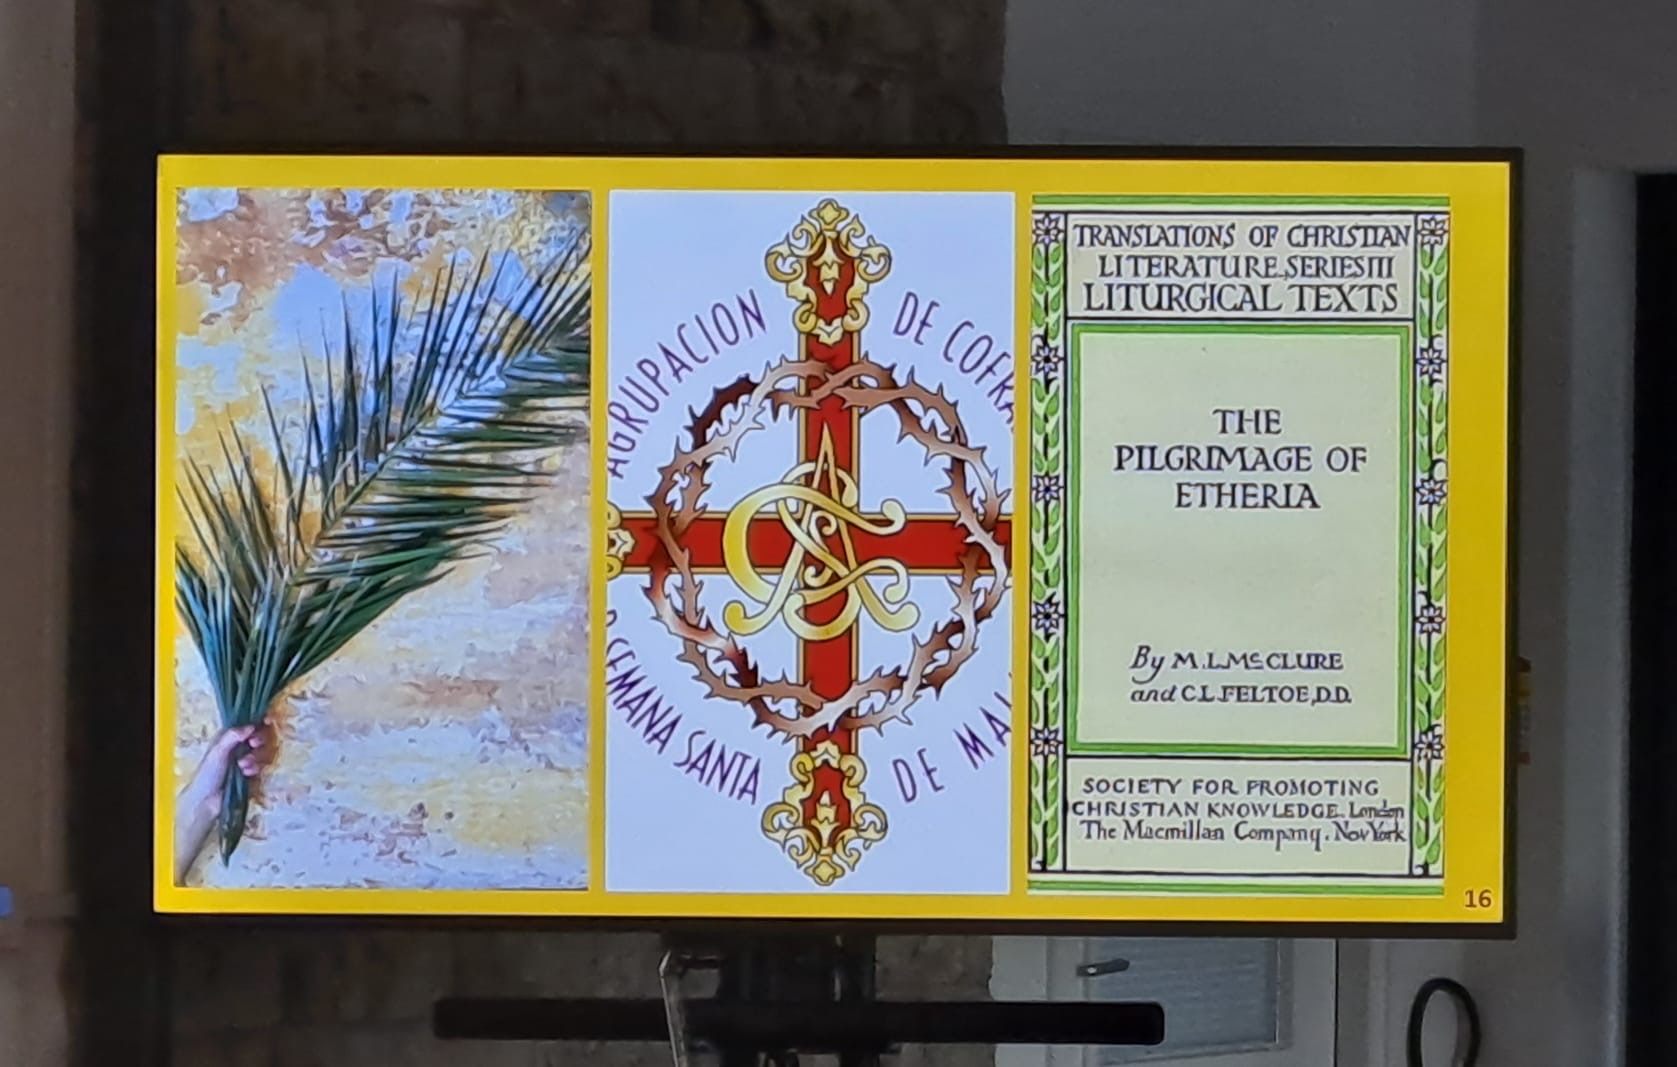 AGRUPACION
DE COFRA
SEMANA SANTA
DE MA
TRANSLATIONS OF CHRISTIAN
LITERATURE. SERIES III
LITURGICAL TEXTS
THE
PILGRIMAGE OF
ETHERIA
By M. L. McCLURE
and C. L. FELTOE, D.D.
SOCIETY FOR PROMOTING
CHRISTIAN KNOWLEDGE. London
The Macmillan Company. New York
16